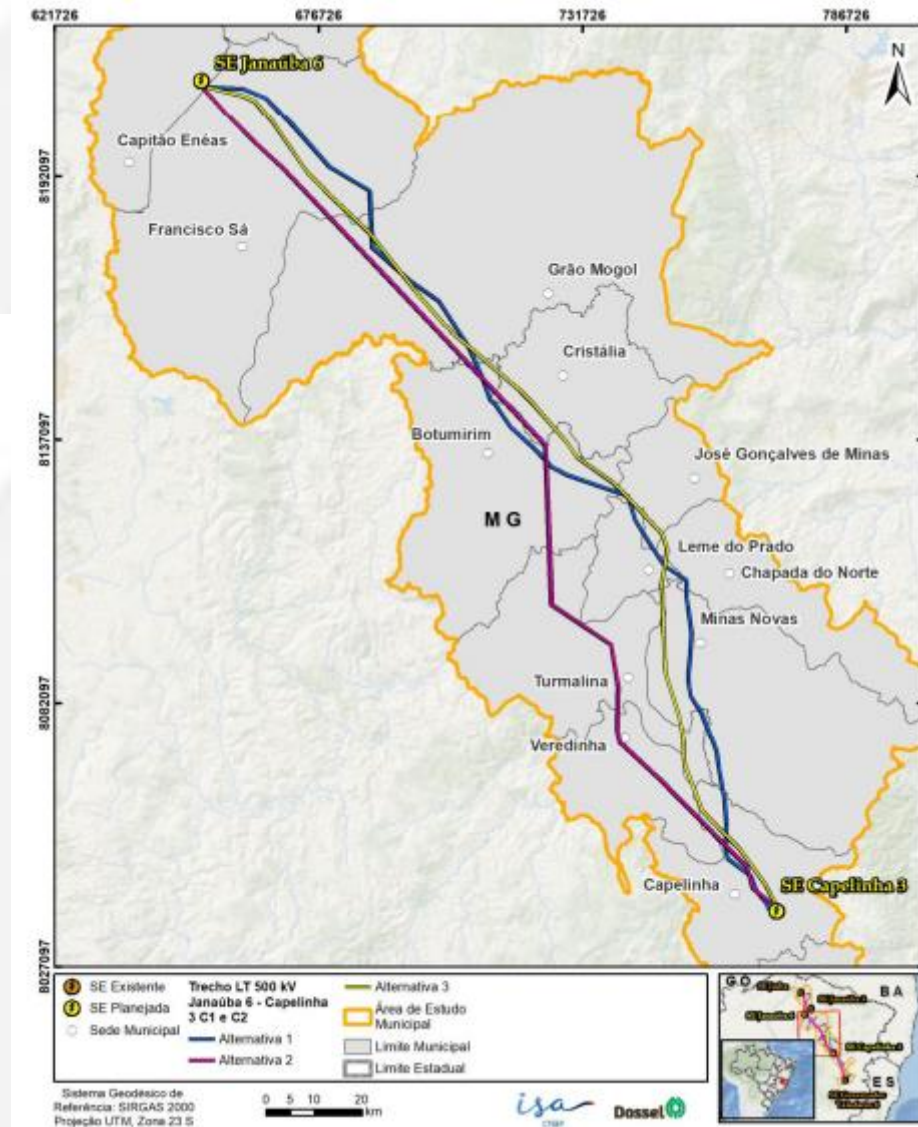 621726 676726 731726 786726
SE Janaúba 6
N
Capitão Enéas
8192097
Francisco Sá
Grão Mogol
Cristália
8137097
Botumirim
José Gonçalves de Minas
M G
Leme do Prado
Chapada do Norte
Minas Novas
Turmalina
8082097
Veredinha
Capelinha
SE Capelinha 3
8027097
SE Existente
SE Planejada
Sede Municipal
Trecho LT 500 kV
Janaúba 6 - Capelinha
3 C1 e C2
Alternativa 1
Alternativa 2
Alternativa 3
Área de Estudo
Municipal
Limite Municipal
Limite Estadual
G O
B A
SE Capelinha 3
E S
Sistema Geodésico de
Referência: SIRGAS 2000
Projeção UTM, Zona 23 S
0 5 10 20
km
isa
CTEEP
Dossel